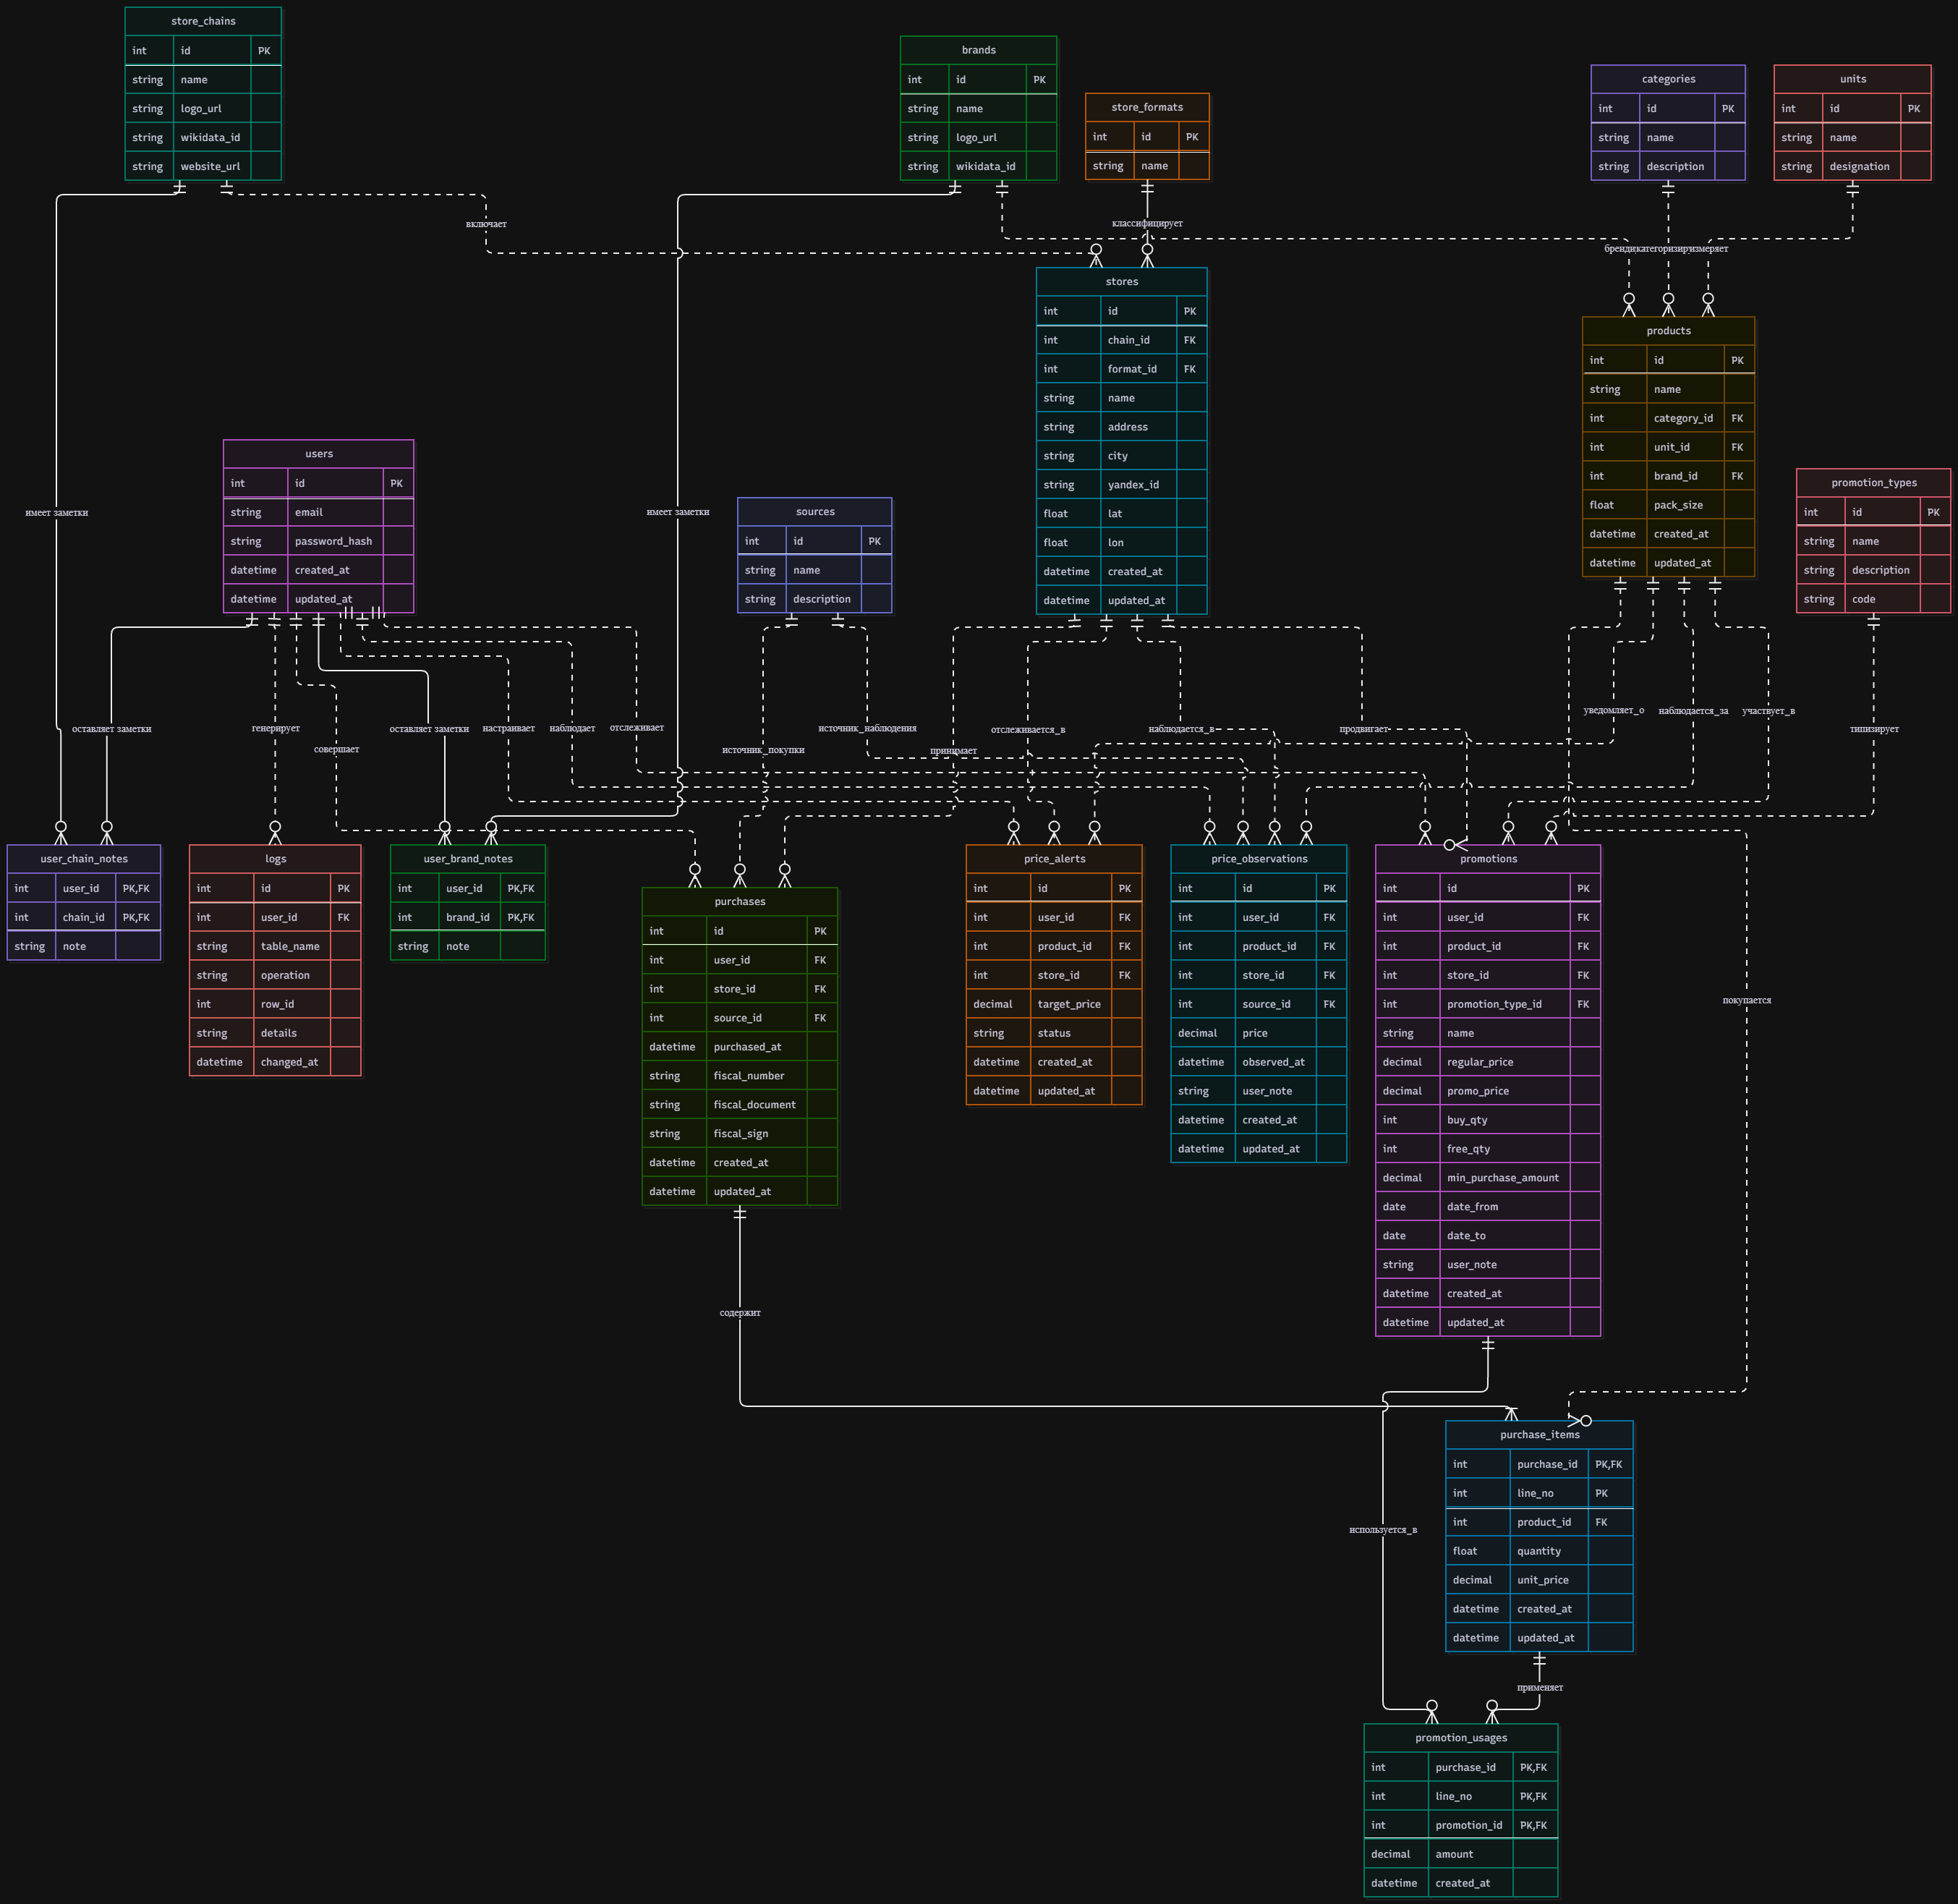 store_chains
int id PK
string name
string logo_url
string wikidata_id
string website_url
brands
int id PK
string name
string logo_url
string wikidata_id
store_formats
int id PK
string name
categories
int id PK
string name
string description
units
int id PK
string name
string designation
включает
классифицирует
измеряет
stores
int id PK
int chain_id FK
int format_id FK
string name
string address
string city
string yandex_id
float lat
float lon
datetime created_at
datetime updated_at
products
int id PK
string name
int category_id FK
int unit_id FK
int brand_id FK
float pack_size
datetime created_at
datetime updated_at
users
int id PK
string email
string password_hash
datetime created_at
datetime updated_at
sources
int id PK
string name
string description
promotion_types
int id PK
string name
string description
string code
имеет заметки
имеет заметки
оставляет заметки
генерирует
совершает
оставляет заметки
настраивает
наблюдает
отслеживает
источник_покупки
источник_наблюдения
принимает
отслеживается_в
наблюдается_в
продвигает
уведомляет_о
наблюдается_за
участвует_в
типизирует
user_chain_notes
int user_id PK,FK
int chain_id PK,FK
string note
logs
int id PK
int user_id FK
string table_name
string operation
int row_id
string details
datetime changed_at
user_brand_notes
int user_id PK,FK
int brand_id PK,FK
string note
purchases
int id PK
int user_id FK
int store_id FK
int source_id FK
datetime purchased_at
string fiscal_number
string fiscal_document
string fiscal_sign
datetime created_at
datetime updated_at
price_alerts
int id PK
int user_id FK
int product_id FK
int store_id FK
decimal target_price
string status
datetime created_at
datetime updated_at
price_observations
int id PK
int user_id FK
int product_id FK
int store_id FK
int source_id FK
decimal price
datetime observed_at
string user_note
datetime created_at
datetime updated_at
promotions
int id PK
int user_id FK
int product_id FK
int store_id FK
int promotion_type_id FK
string name
decimal regular_price
decimal promo_price
int buy_qty
int free_qty
decimal min_purchase_amount
date date_from
date date_to
string user_note
datetime created_at
datetime updated_at
покупается
содержит
purchase_items
int purchase_id PK,FK
int line_no PK
int product_id FK
float quantity
decimal unit_price
datetime created_at
datetime updated_at
используется_в
применяет
promotion_usages
int purchase_id PK,FK
int line_no PK,FK
int promotion_id PK,FK
decimal amount
datetime created_at